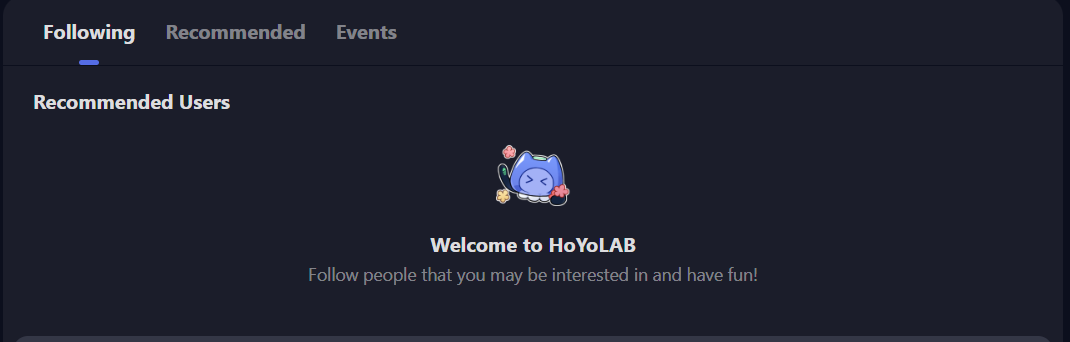 Following Recommended Events
Recommended Users
Welcome to HoYoLAB
Follow people that you may be interested in and have fun!